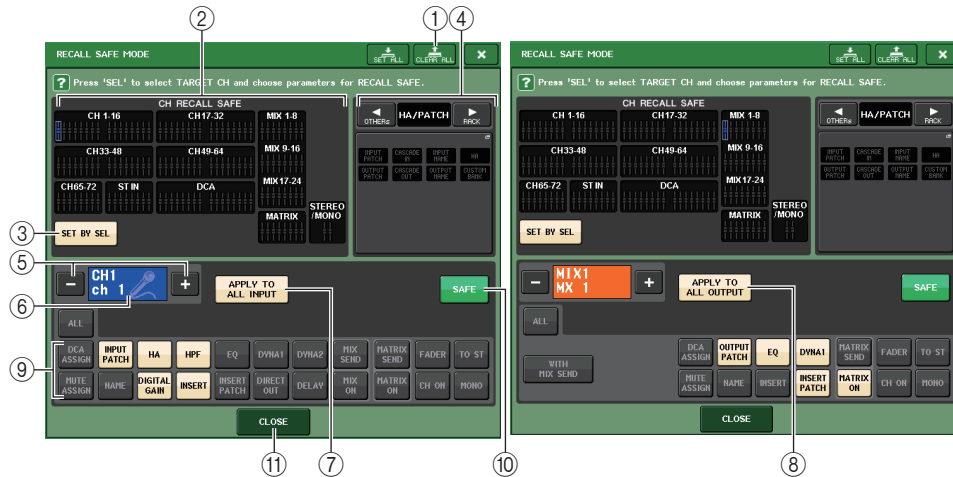 ② ① ④
RECALL SAFE MODE SET ALL CLEAR ALL ×
? Press 'SEL' to select TARGET CH and choose parameters for RECALL SAFE.
CH RECALL SAFE
CH 1-16 CH17-32 MIX 1-8
CH33-48 CH49-64 MIX 9-16
CH65-72 ST IN DCA MIX17-24
MATRIX STEREO /MONO
OTHERS HA/PATCH RACK
INPUT PATCH CASCADE IN INPUT NAME HA
OUTPUT PATCH CASCADE OUT OUTPUT NAME CUSTOM BANK
③ SET BY SEL
⑤ − CH1 +
⑥ ch 1
APPLY TO ALL INPUT
SAFE
ALL
⑨
DCA ASSIGN INPUT PATCH HA HPF EQ DYNA1 DYNA2 MIX SEND MATRIX SEND FADER TO ST
MUTE ASSIGN NAME DIGITAL GAIN INSERT INSERT PATCH DIRECT OUT DELAY MIX ON MATRIX ON CH ON MONO
CLOSE
⑪ ⑦ ⑩
RECALL SAFE MODE SET ALL CLEAR ALL ×
? Press 'SEL' to select TARGET CH and choose parameters for RECALL SAFE.
CH RECALL SAFE
CH 1-16 CH17-32 MIX 1-8
CH33-48 CH49-64 MIX 9-16
CH65-72 ST IN DCA MIX17-24
MATRIX STEREO /MONO
OTHERS HA/PATCH RACK
INPUT PATCH CASCADE IN INPUT NAME HA
OUTPUT PATCH CASCADE OUT OUTPUT NAME CUSTOM BANK
SET BY SEL
− MIX1 +
MX 1
APPLY TO ALL OUTPUT
SAFE
ALL
WITH MIX SEND
DCA ASSIGN OUTPUT PATCH EQ DYNA1 MATRIX SEND FADER TO ST
MUTE ASSIGN NAME INSERT INSERT PATCH MATRIX ON CH ON MONO
CLOSE
⑧